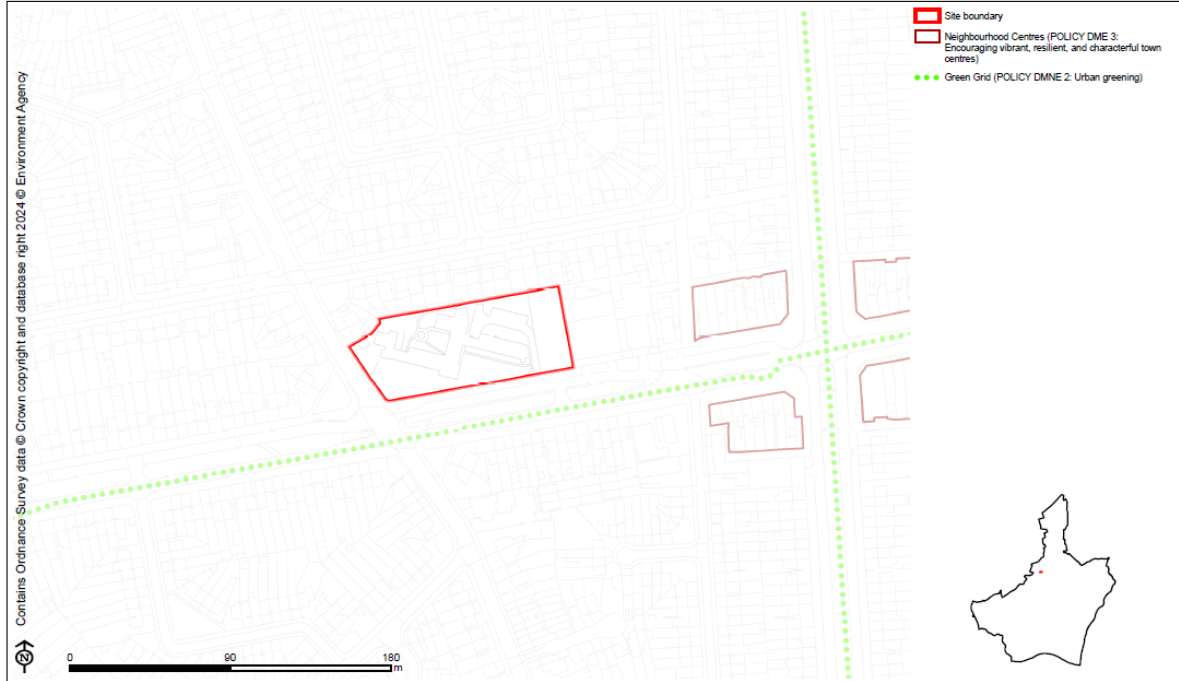 Site boundary
Neighbourhood Centres (POLICY DME 3:
Encouraging vibrant, resilient, and characterful town
centres)
Green Grid (POLICY DMNE 2: Urban greening)
Contains Ordnance Survey data © Crown copyright and database right 2024 © Environment Agency
0 90 180
m